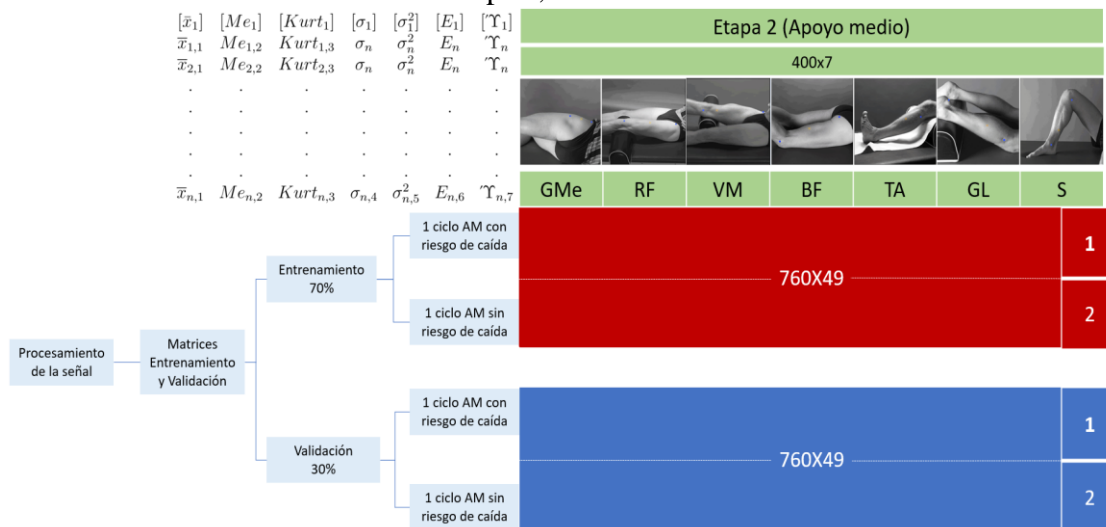 [x̄₁] [Me₁] [Kurt₁] [σ₁] [σ₁²] [E₁] [ϒ₁]
x̄₁,₁ Me₁,₂ Kurt₁,₃ σₙ σₙ² Eₙ ϒₙ
x̄₂,₁ Me₂,₂ Kurt₂,₃ σₙ σₙ² Eₙ ϒₙ
. . . . . . .
. . . . . . .
. . . . . . .
. . . . . . .
. . . . . . .
x̄ₙ,₁ Meₙ,₂ Kurtₙ,₃ σₙ,₄ σ²ₙ,₅ Eₙ,₆ ϒₙ,₇
Etapa 2 (Apoyo medio)
400x7
GMe RF VM BF TA GL S
Procesamiento
de la señal
Matrices
Entrenamiento
y Validación
Entrenamiento
70%
1 ciclo AM con
riesgo de caída
1 ciclo AM sin
riesgo de caída
760X49
1
2
Validación
30%
1 ciclo AM con
riesgo de caída
1 ciclo AM sin
riesgo de caída
760X49
1
2